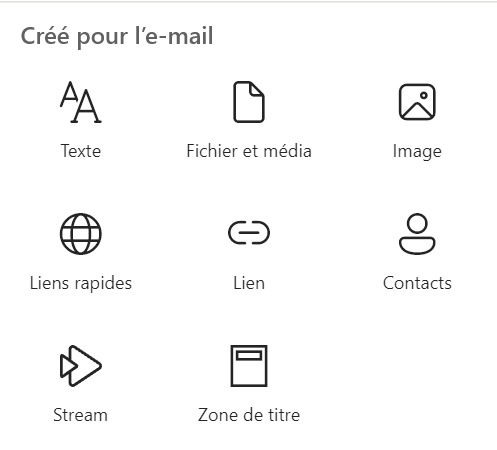 Créé pour l’e-mail
Texte
Fichier et média
Image
Liens rapides
Lien
Contacts
Stream
Zone de titre